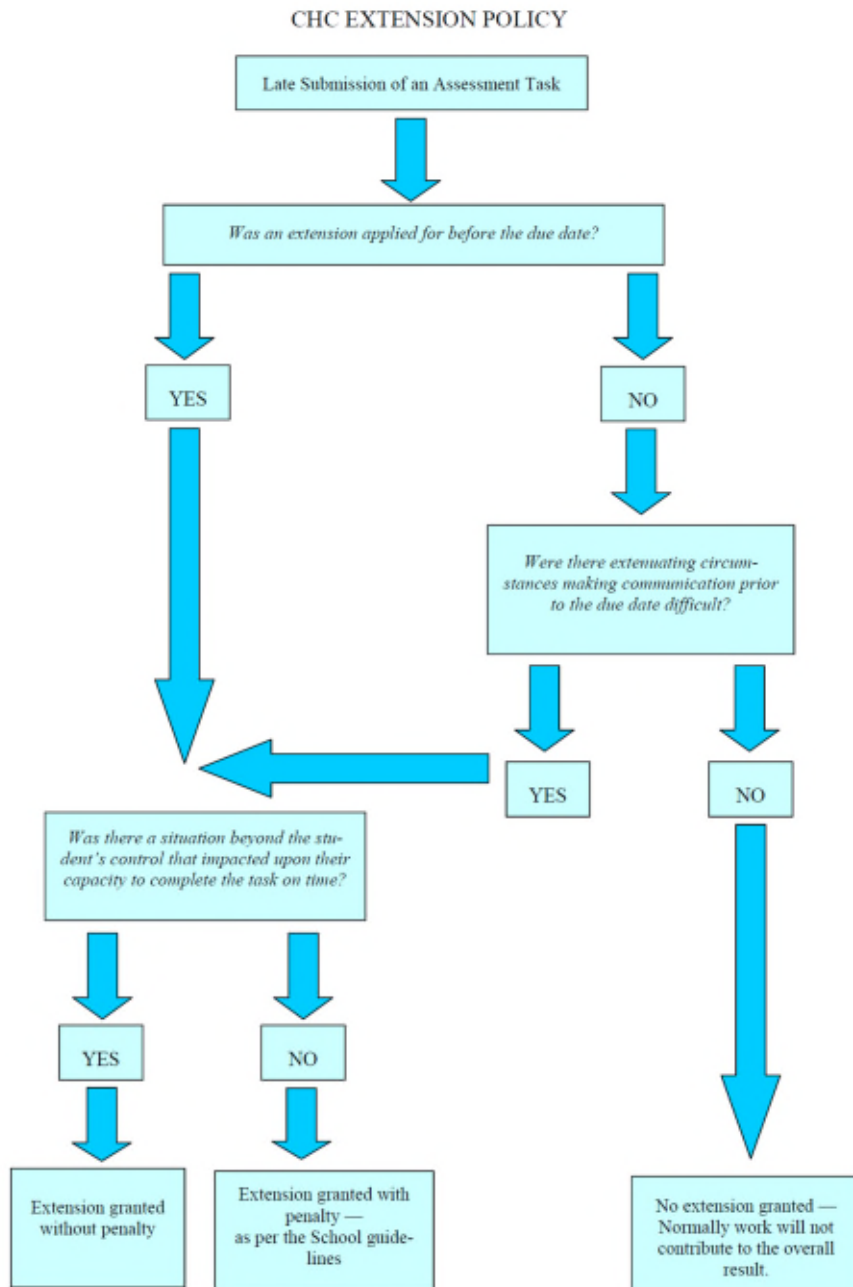 CHC EXTENSION POLICY
Late Submission of an Assessment Task
Was an extension applied for before the due date?
YES
NO
Were there extenuating circum-
stances making communication prior
to the due date difficult?
YES
NO
Was there a situation beyond the stu-
dent's control that impacted upon their
capacity to complete the task on time?
YES
NO
Extension granted
without penalty
Extension granted with
penalty —
as per the School guide-
lines
No extension granted —
Normally work will not
contribute to the overall
result.